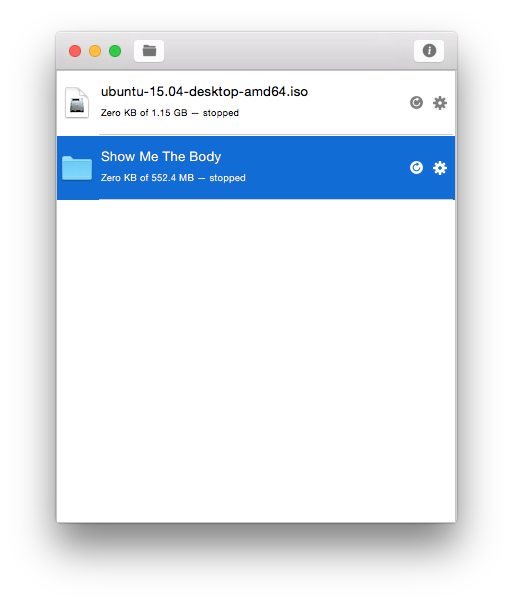 ubuntu-15.04-desktop-amd64.iso
Zero KB of 1.15 GB — stopped
Show Me The Body
Zero KB of 552.4 MB — stopped